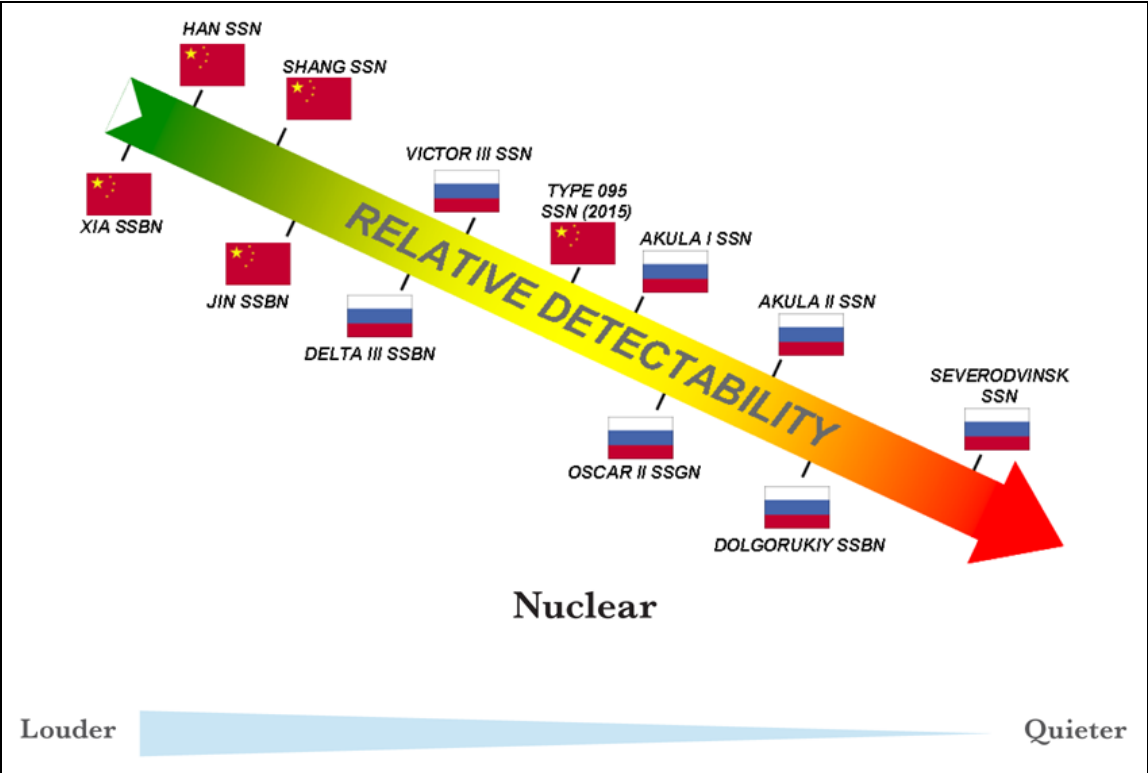 HAN SSN
SHANG SSN
XIA SSBN
JIN SSBN
VICTOR III SSN
DELTA III SSBN
TYPE 095
SSN (2015)
AKULA I SSN
RELATIVE DETECTABILITY
OSCAR II SSGN
AKULA II SSN
DOLGORUKIY SSBN
SEVERODVINSK
SSN
Nuclear
Louder
Quieter